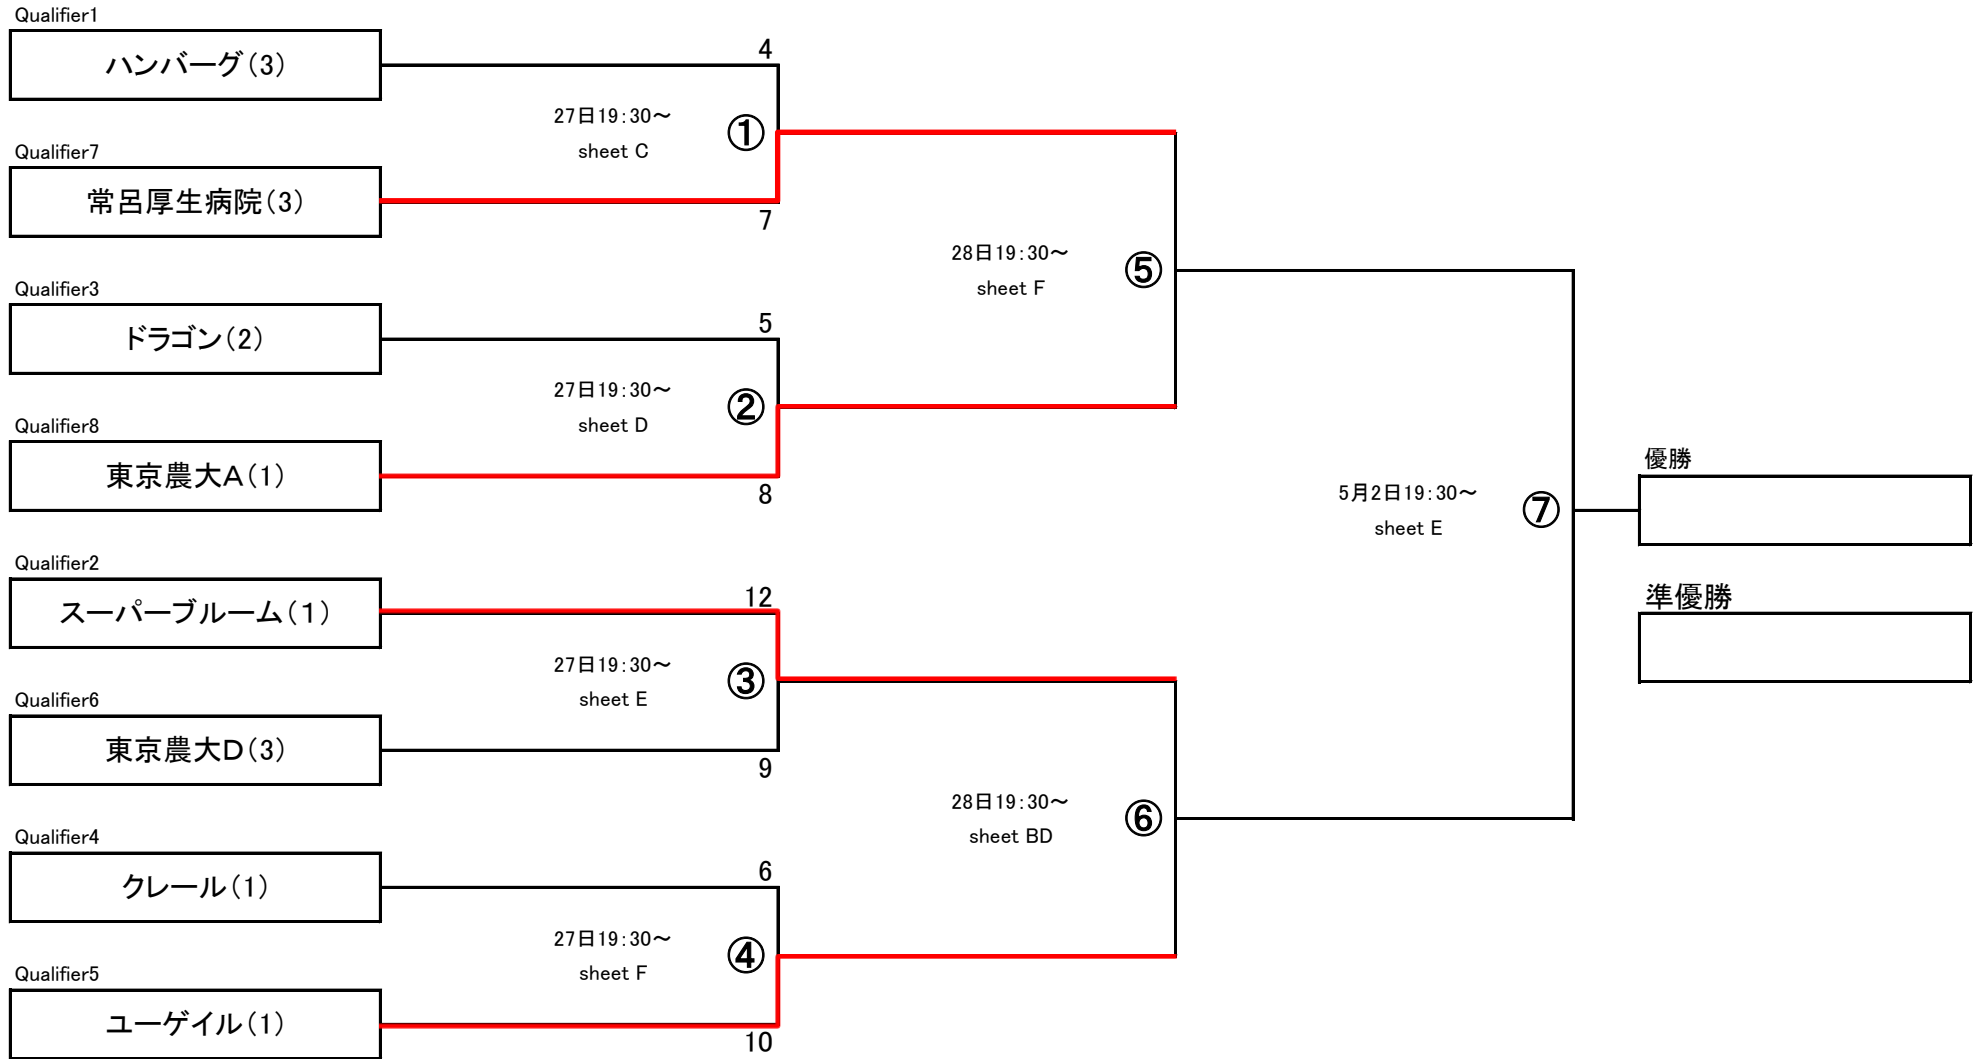 Qualifier1
ハンバーグ(3)
4
27日19:30～
sheet C
①
Qualifier7
常呂厚生病院(3)
7
28日19:30～
sheet F
⑤
Qualifier3
ドラゴン(2)
5
27日19:30～
sheet D
②
Qualifier8
東京農大A(1)
8
優勝
5月2日19:30～
sheet E
⑦
準優勝
Qualifier2
スーパーブルーム(１)
12
27日19:30～
sheet E
③
Qualifier6
東京農大D(3)
9
28日19:30～
sheet BD
⑥
Qualifier4
クレール(1)
6
27日19:30～
sheet F
④
Qualifier5
ユーゲイル(1)
10